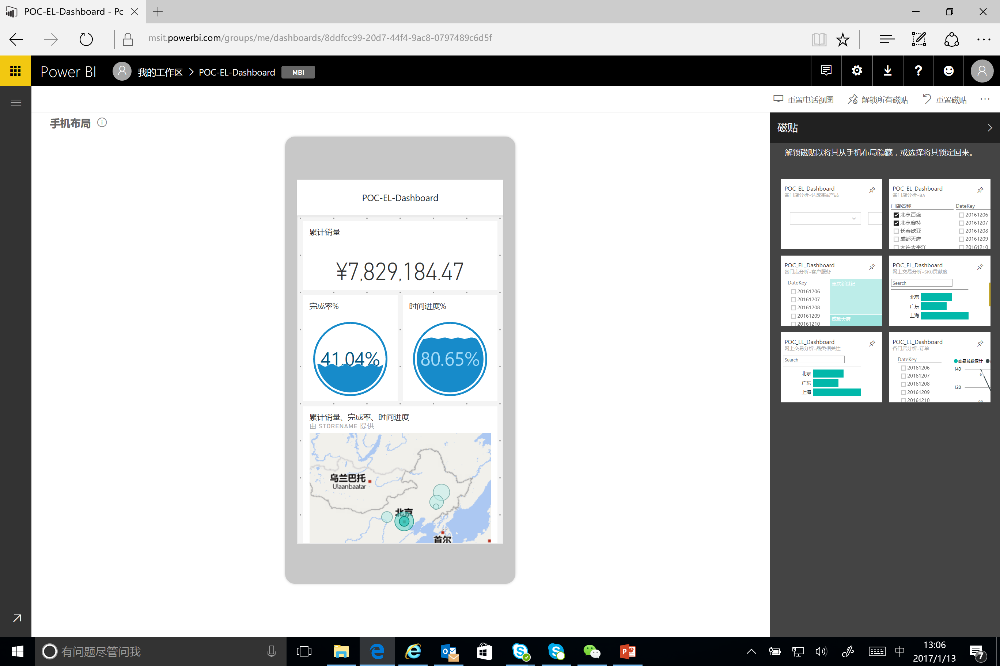 POC-EL-Dashboard - Pc
msit.powerbi.com/groups/me/dashboards/8ddfcc99-20d7-44f4-9ac8-0797489c6d5f
Power BI 我的工作区 > POC-EL-Dashboard MBI
重置电话视图 解锁所有磁贴 重置磁贴
手机布局
POC-EL-Dashboard
累计销量
¥7,829,184.47
完成率% 时间进度%
41.04% 80.65%
累计销量、完成率、时间进度
由 STORENAME 提供
乌兰巴托
Ulaanbaatar
北京
首尔
磁贴
解锁磁贴以将其从手机布局隐藏，或选择将其锁定回来。
POC_EL_Dashboard
各门店分析-达成率&产品
POC_EL_Dashboard
各门店分析-BA
门店名称 DateKey
北京百盛 20161206
北京赛特 20161207
长春欧亚 20161208
成都天府 20161209
大连太平洋 20161210
POC_EL_Dashboard
各门店分析-客户服务
DateKey
20161206
20161207
20161208
20161209
20161210
重庆新世纪
成都天府
POC_EL_Dashboard
网上交易分析-SKU贡献度
Search
北京
广东
上海
POC_EL_Dashboard
网上交易分析-品类相关性
Search
北京
广东
上海
POC_EL_Dashboard
各门店分析-订单
DateKey
20161206
20161207
20161208
20161209
20161210
交易总数累计
140
6
120
99
有问题尽管问我
中
13:06
2017/1/13
7